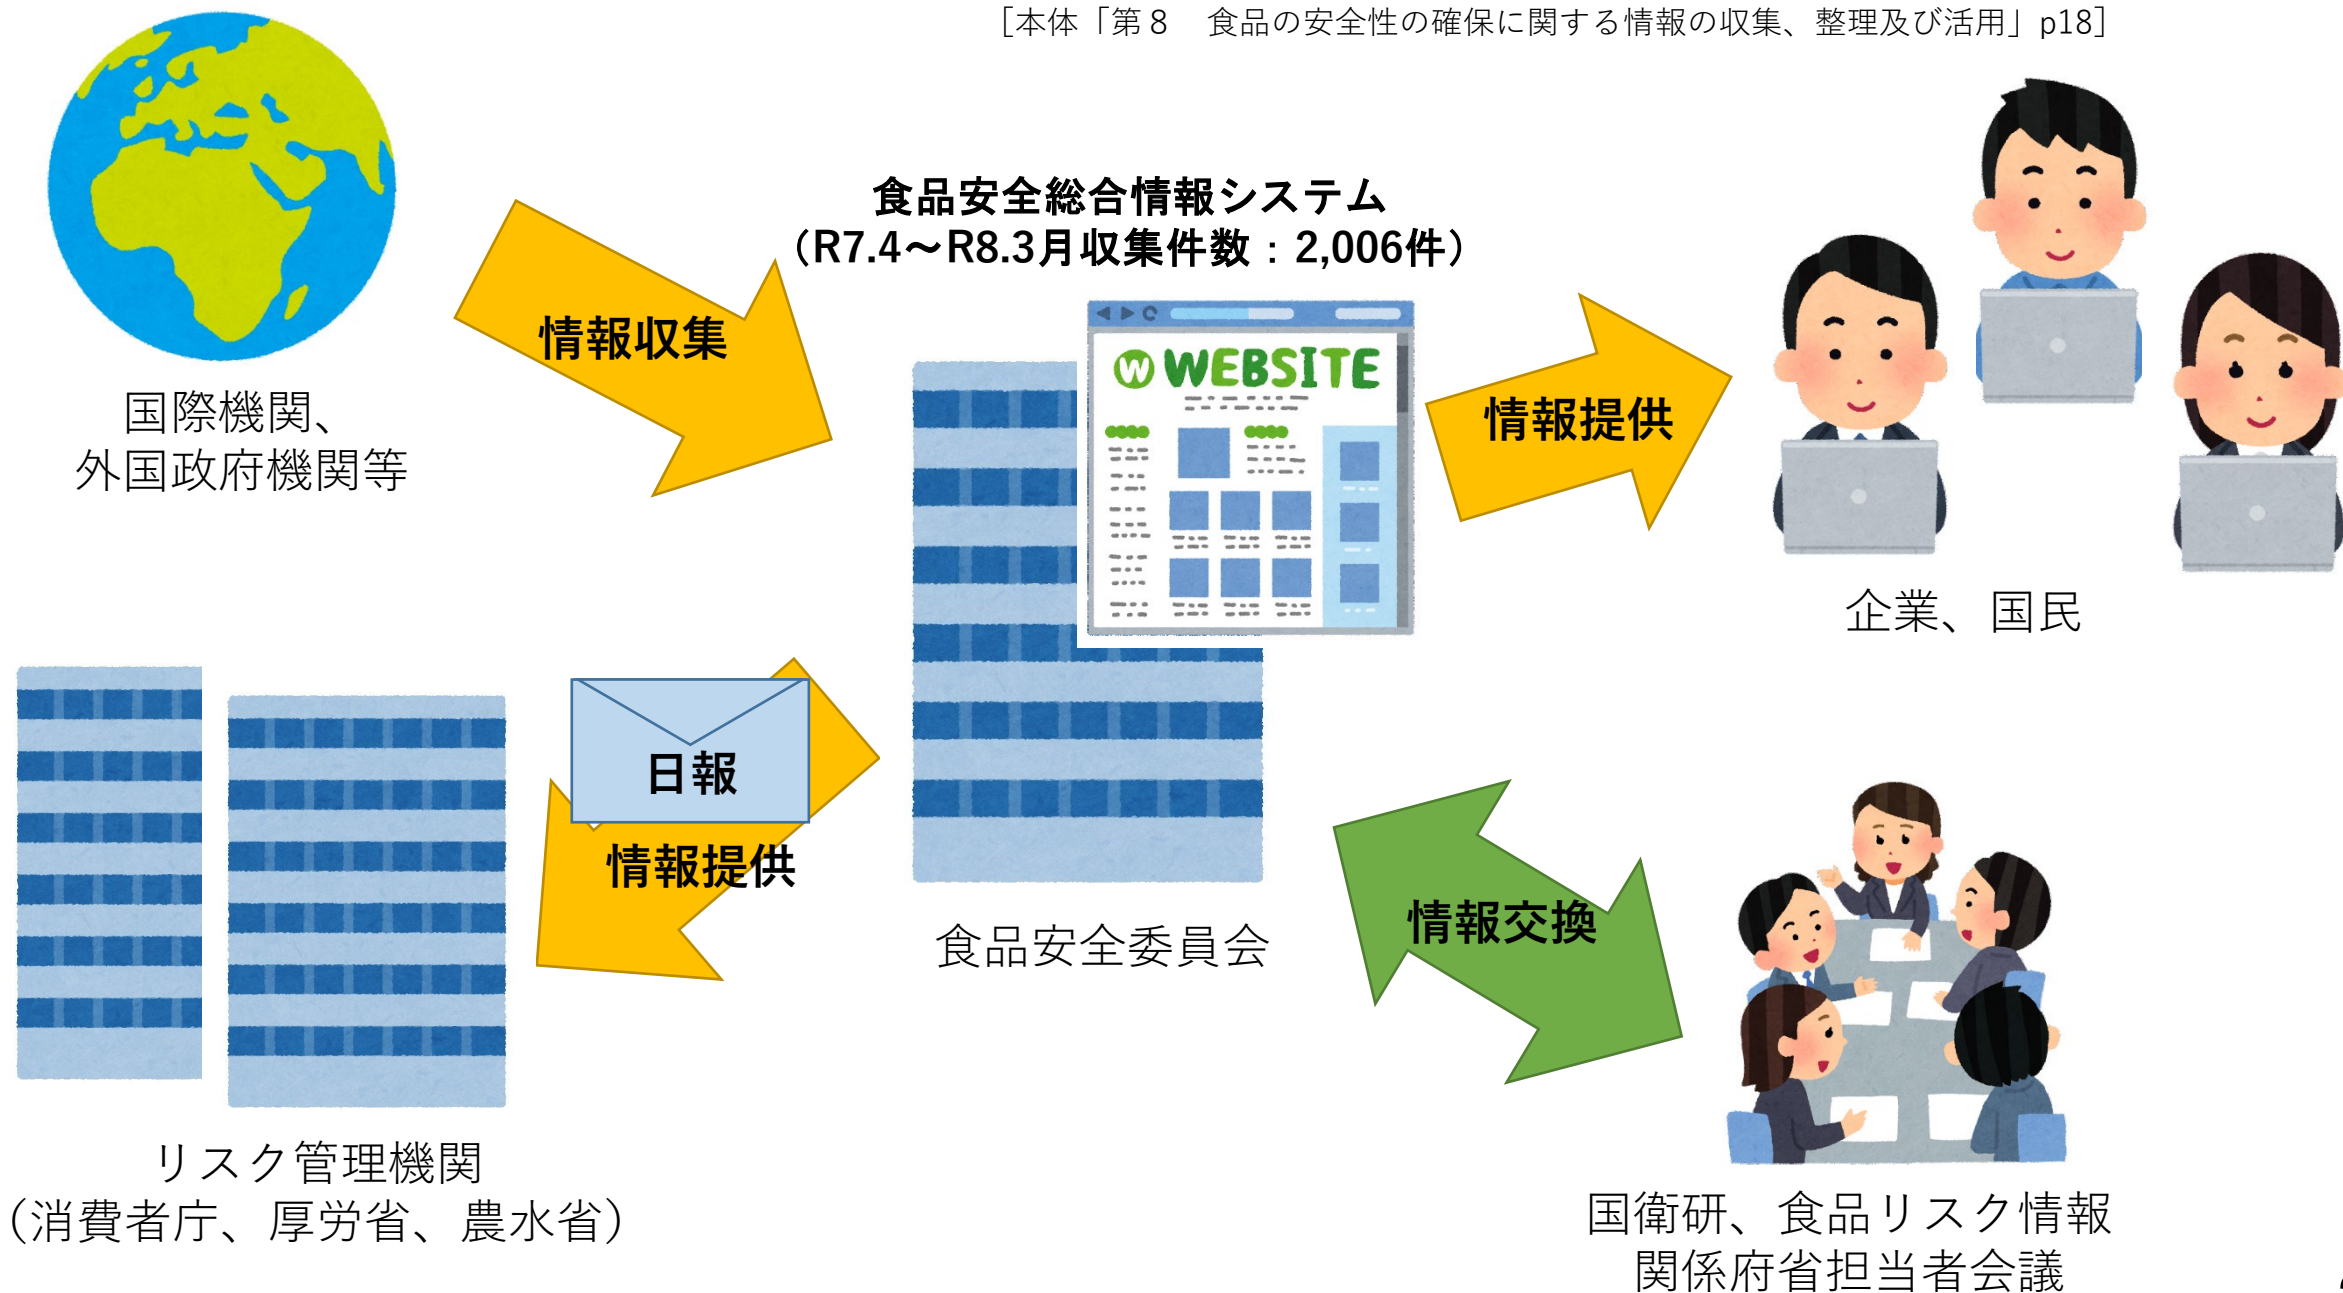 ［本体「第８　食品の安全性の確保に関する情報の収集、整理及び活用」p18］
食品安全総合情報システム
（R7.4～R8.3月収集件数：2,006件）
情報収集
国際機関、
外国政府機関等
W WEBSITE
情報提供
企業、国民
日報
情報提供
食品安全委員会
情報交換
リスク管理機関
（消費者庁、厚労省、農水省）
国衛研、食品リスク情報
関係府省担当者会議